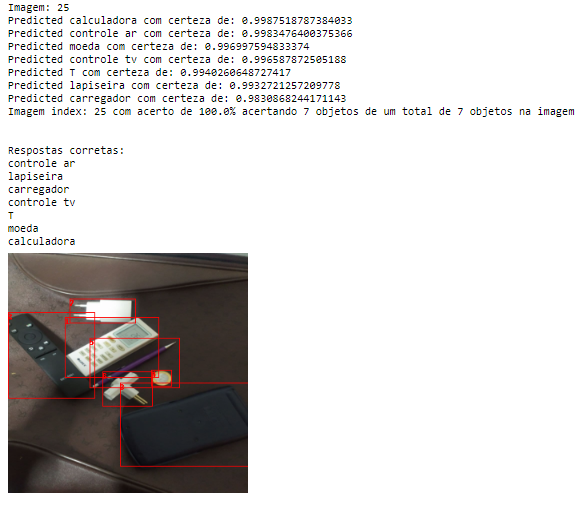 Imagem: 25
Predicted calculadora com certeza de: 0.9987518787384033
Predicted controle ar com certeza de: 0.9983476400375366
Predicted moeda com certeza de: 0.996997594833374
Predicted controle tv com certeza de: 0.996587872505188
Predicted T com certeza de: 0.9940260648727417
Predicted lapiseira com certeza de: 0.9932721257209778
Predicted carregador com certeza de: 0.9830868244171143
Imagem index: 25 com acerto de 100.0% acertando 7 objetos de um total de 7 objetos na imagem
Respostas corretas:
controle ar
lapiseira
carregador
controle tv
T
moeda
calculadora